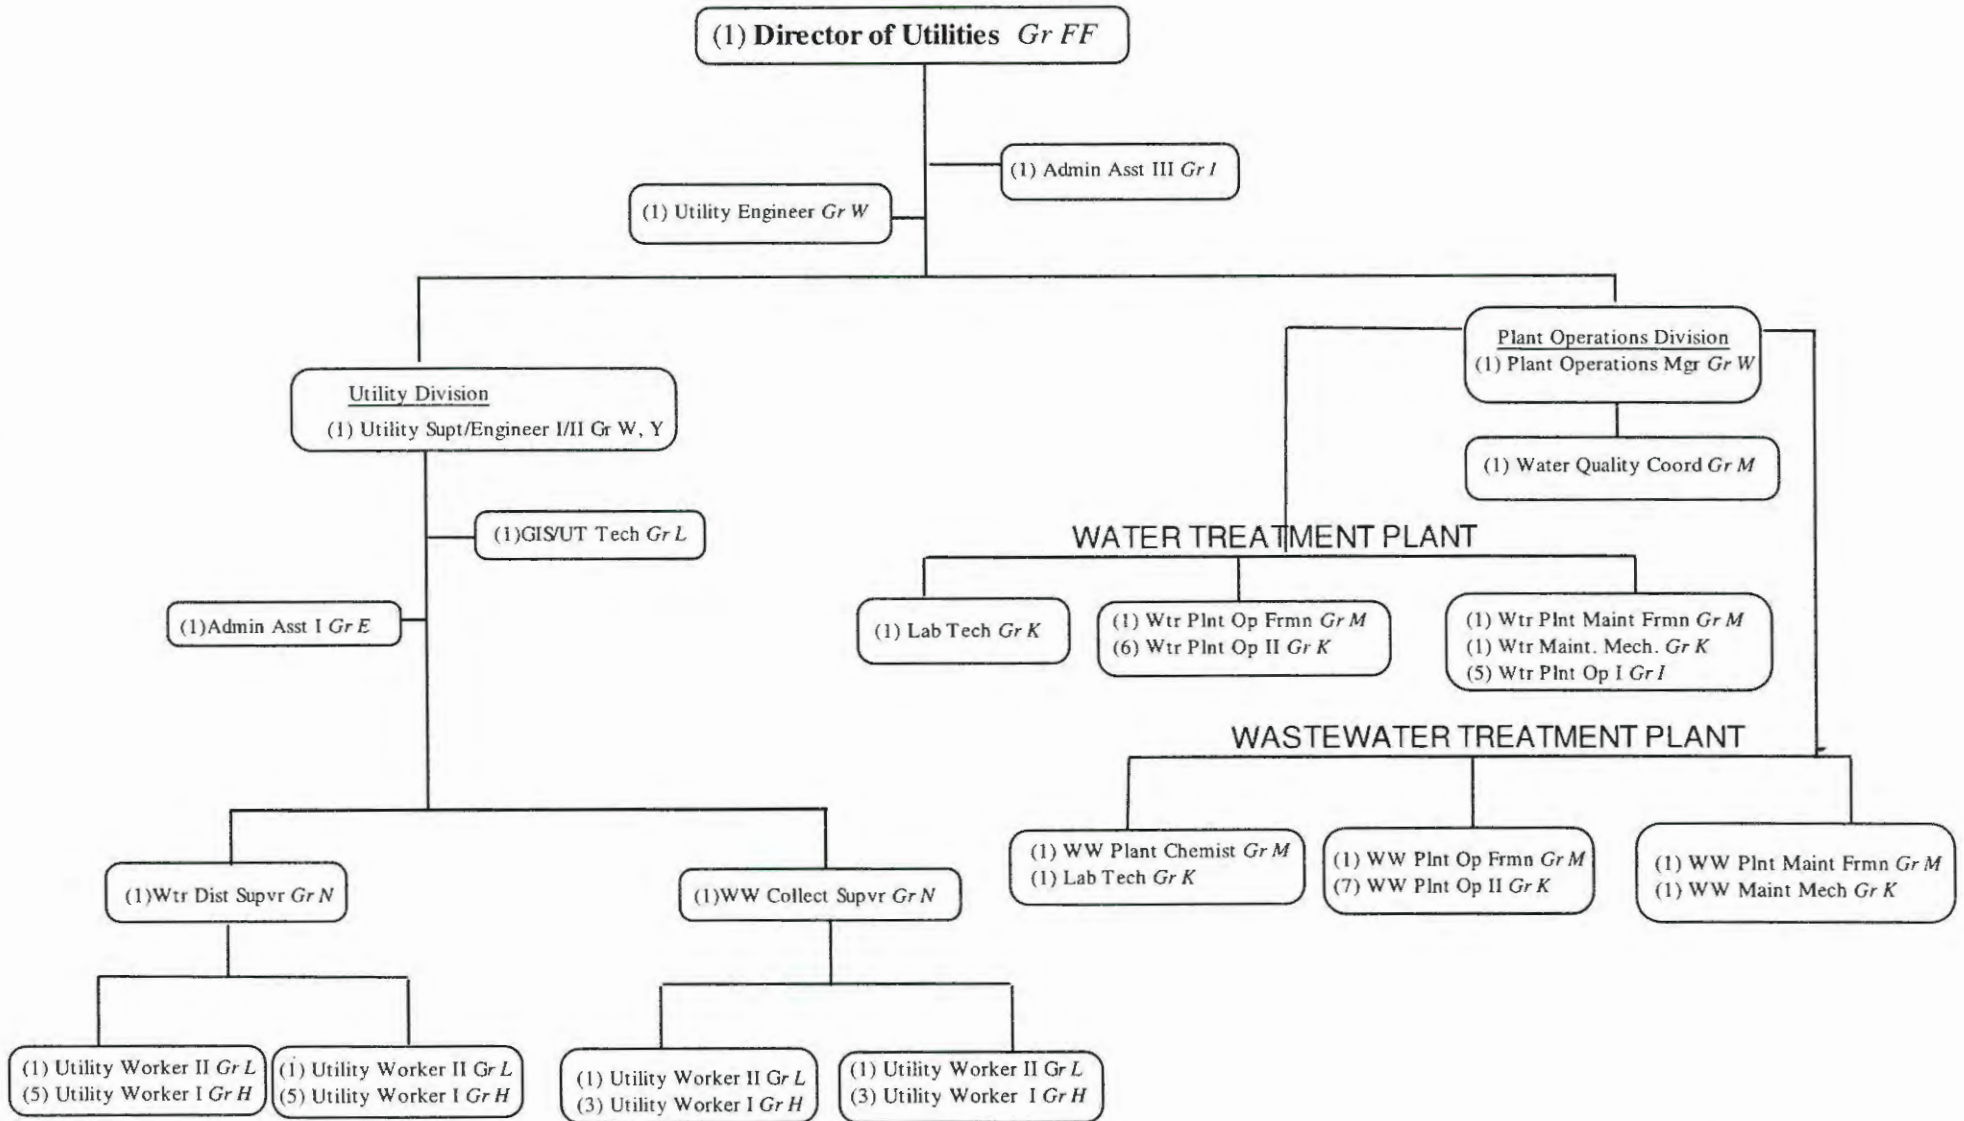 (1) Director of Utilities Gr FF
(1) Admin Asst III Gr I
(1) Utility Engineer Gr W
Plant Operations Division
(1) Plant Operations Mgr Gr W
Utility Division
(1) Utility Supt/Engineer I/II Gr W, Y
(1) Water Quality Coord Gr M
(1)GIS/UT Tech Gr L
(1)Admin Asst I Gr E
WATER TREATMENT PLANT
(1) Lab Tech Gr K
(1) Wtr Plnt Op Frmn Gr M
(6) Wtr Plnt Op II Gr K
(1) Wtr Plnt Maint Frmn Gr M
(1) Wtr Maint. Mech. Gr K
(5) Wtr Plnt Op I Gr I
WASTEWATER TREATMENT PLANT
(1) WW Plant Chemist Gr M
(1) Lab Tech Gr K
(1) WW Plnt Op Frmn Gr M
(7) WW Plnt Op II Gr K
(1) WW Plnt Maint Frmn Gr M
(1) WW Maint Mech Gr K
(1)Wtr Dist Supvr Gr N
(1)WW Collect Supvr Gr N
(1) Utility Worker II Gr L
(5) Utility Worker I Gr H
(1) Utility Worker II Gr L
(5) Utility Worker I Gr H
(1) Utility Worker II Gr L
(3) Utility Worker I Gr H
(1) Utility Worker II Gr L
(3) Utility Worker I Gr H